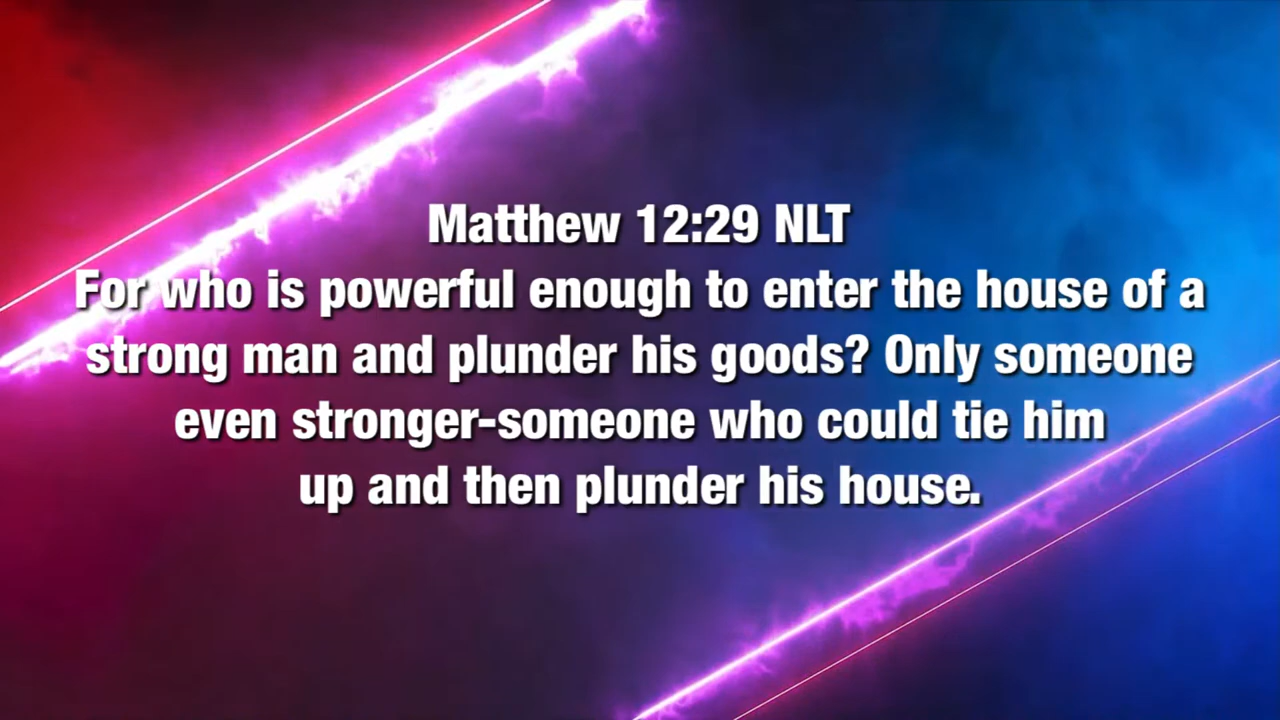 Matthew 12:29 NLT
For who is powerful enough to enter the house of a
strong man and plunder his goods? Only someone
even stronger-someone who could tie him
up and then plunder his house.